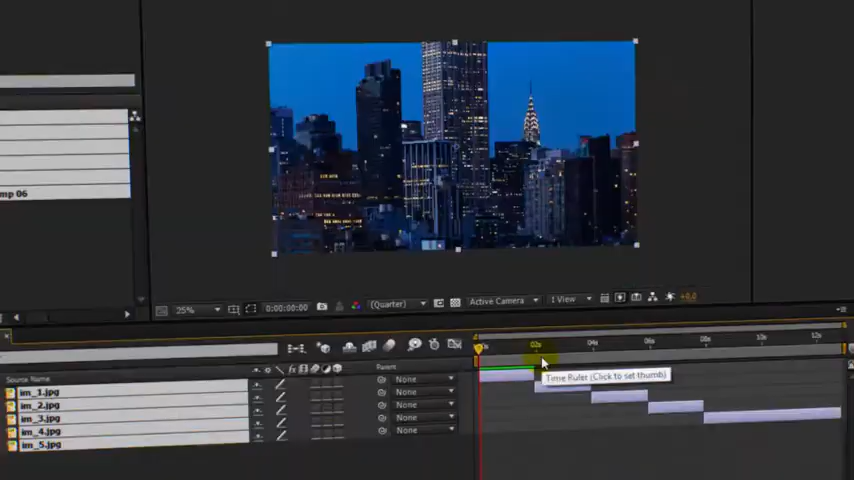 mp 06
25%
0:00:00:00
(Quarter)
Active Camera
1 View
+0.0
02s
04s
06s
08s
10s
12s
Time Ruler (Click to set thumb)
Source Name
Parent
im_1.jpg
None
im_2.jpg
None
im_3.jpg
None
im_4.jpg
None
im_5.jpg
None